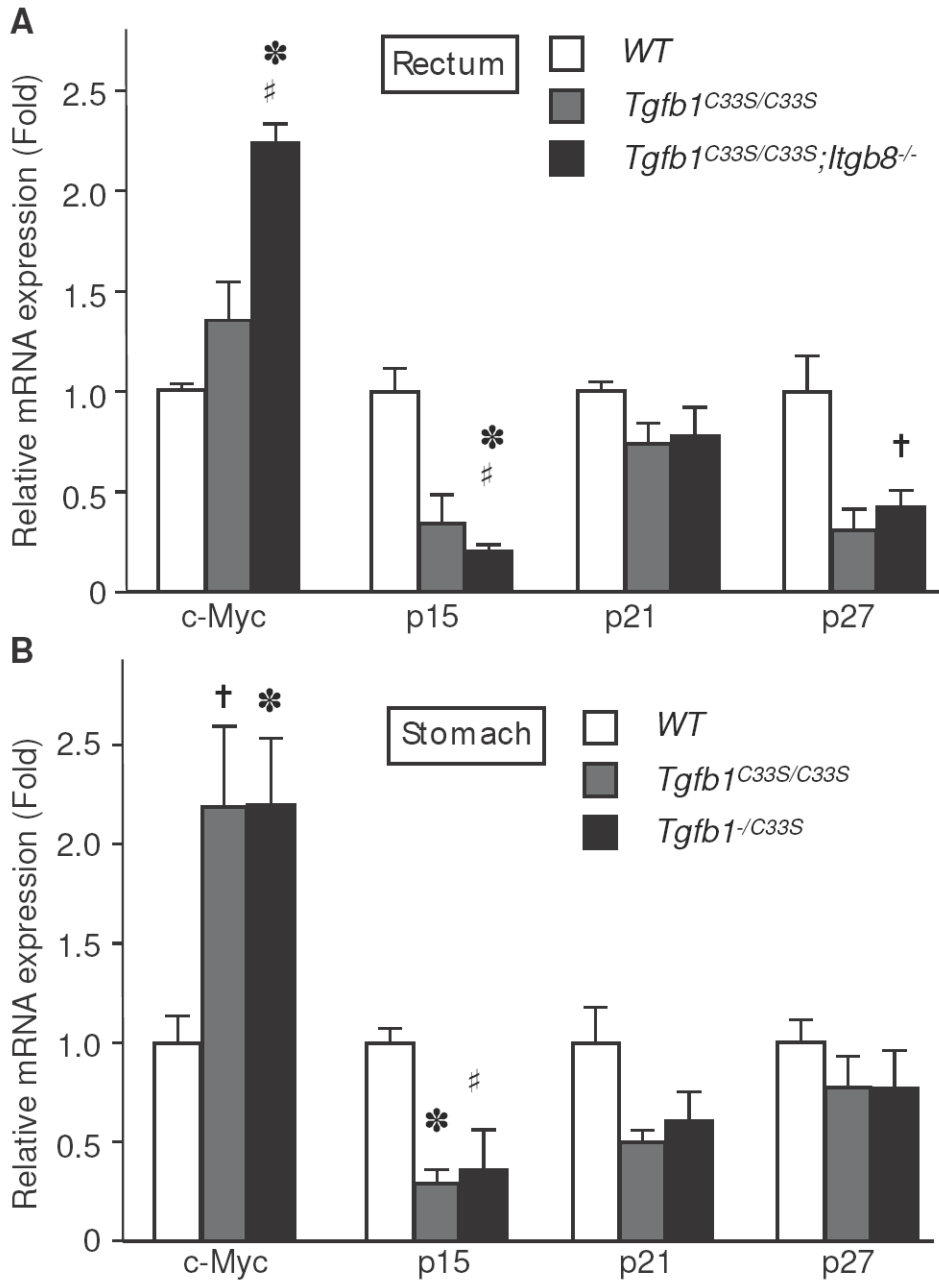 A
Rectum
WT
Tgfb1C33S/C33S
Tgfb1C33S/C33S;Itgb8-/-
Relative mRNA expression (Fold)
2.5
2.0
1.5
1.0
0.5
0
✽
♯
✽
♯
†
c-Myc p15 p21 p27
B
Stomach
WT
Tgfb1C33S/C33S
Tgfb1-/C33S
Relative mRNA expression (Fold)
2.5
2.0
1.5
1.0
0.5
0
† ✽
✽ ♯
c-Myc p15 p21 p27